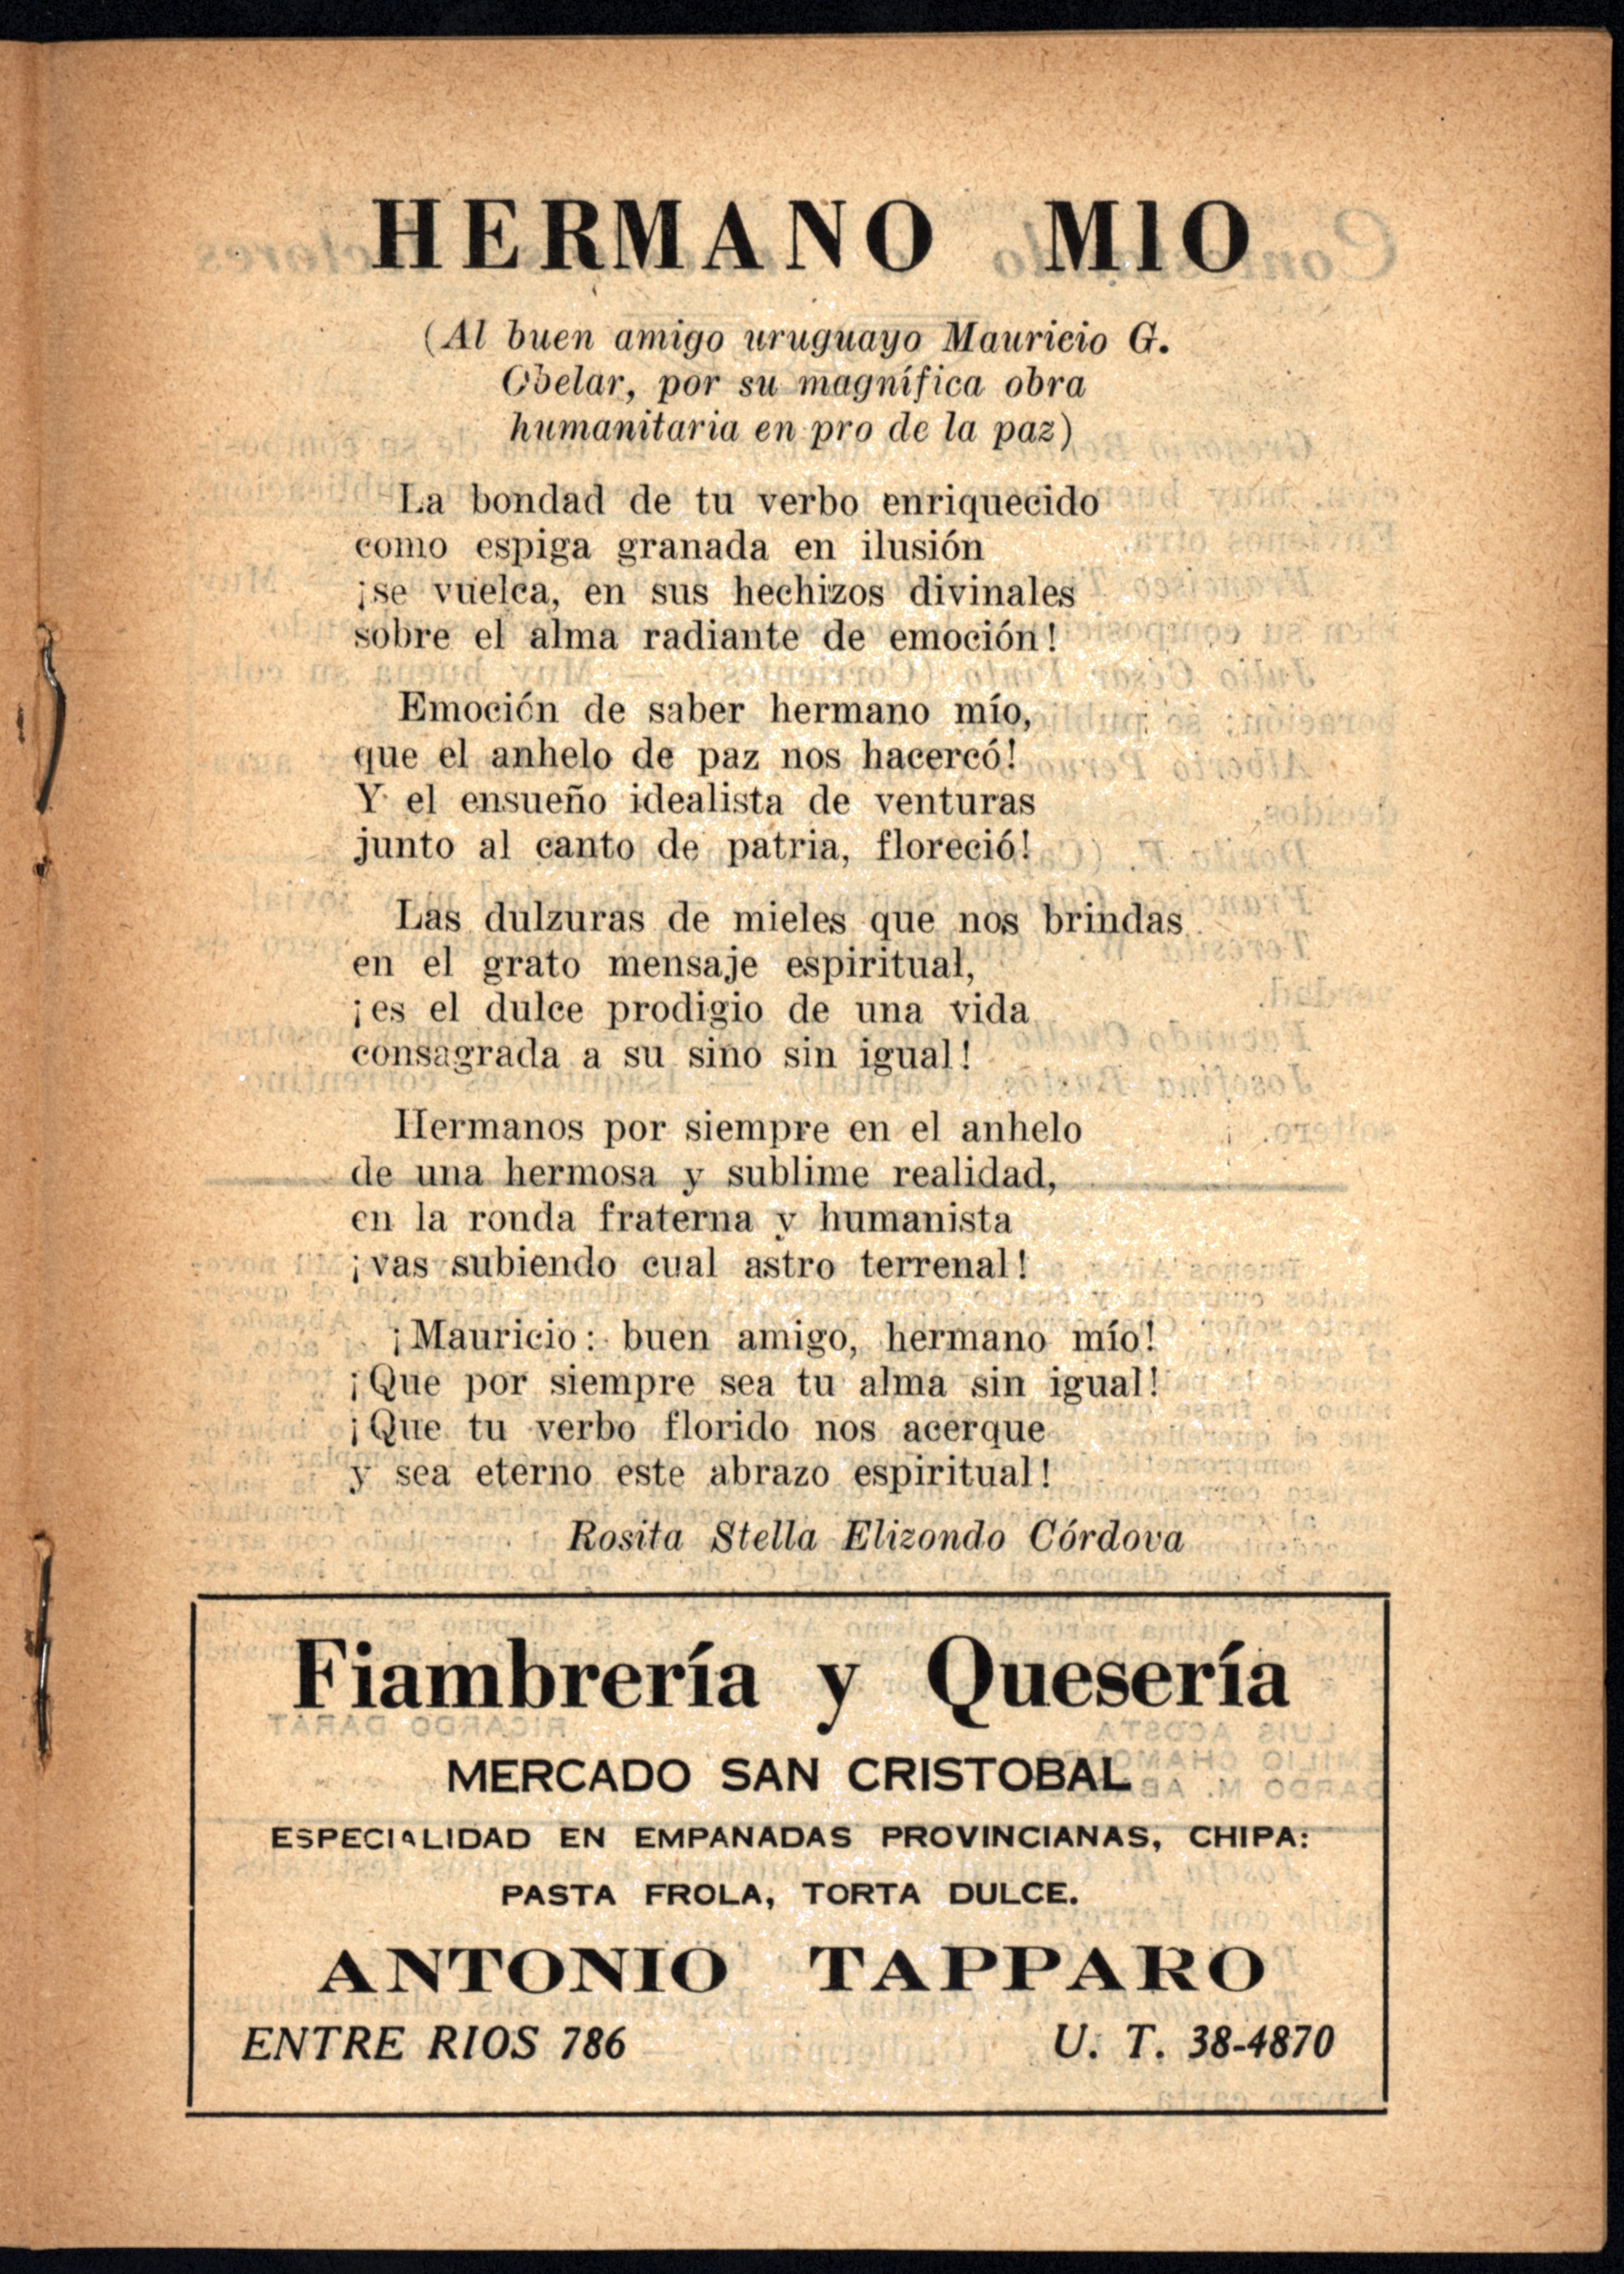 HERMANO MIO
(Al buen amigo uruguayo Mauricio G.
Obelar, por su magnífica obra
humanitaria en pro de la paz)
La bondad de tu verbo enriquecido
como espiga granada en ilusión
¡se vuelca, en sus hechizos divinales
sobre el alma radiante de emoción!
Emoción de saber hermano mío,
que el anhelo de paz nos hacercó!
Y el ensueño idealista de venturas
junto al canto de patria, floreció!
Las dulzuras de mieles que nos brindas
en el grato mensaje espiritual,
¡es el dulce prodigio de una vida
consagrada a su sino sin igual!
Hermanos por siempre en el anhelo
de una hermosa y sublime realidad,
en la ronda fraterna y humanista
¡vas subiendo cual astro terrenal!
¡Mauricio: buen amigo, hermano mío!
¡Que por siempre sea tu alma sin igual!
¡Que tu verbo florido nos acerque
y sea eterno este abrazo espiritual!
Rosita Stella Elizondo Córdova
Fiambrería y Quesería
MERCADO SAN CRISTOBAL
ESPECIALIDAD EN EMPANADAS PROVINCIANAS, CHIPA:
PASTA FROLA, TORTA DULCE.
ANTONIO TAPPARO
ENTRE RIOS 786 U. T. 38-4870